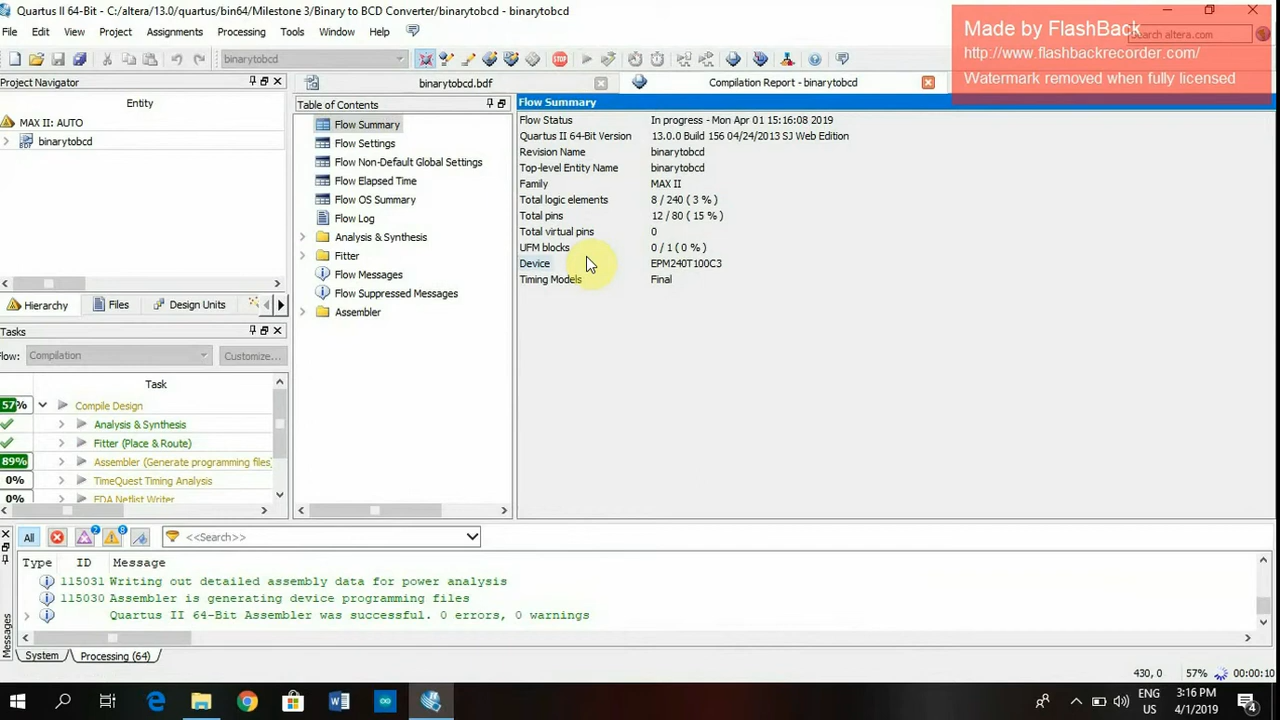 Quartus II 64-Bit - C:/altera/13.0/quartus/bin64/Milestone 3/Binary to BCD Converter/binarytobcd - binarytobcd
File Edit View Project Assignments Processing Tools Window Help
Made by FlashBack
http://www.flashbackrecorder.com/
Watermark removed when fully licensed
Search altera.com
binarytobcd
Project Navigator
Entity
MAX II: AUTO
binarytobcd
Hierarchy Files Design Units
binarytobcd.bdf
Compilation Report - binarytobcd
Table of Contents
Flow Summary
Flow Settings
Flow Non-Default Global Settings
Flow Elapsed Time
Flow OS Summary
Flow Log
Analysis & Synthesis
Fitter
Flow Messages
Flow Suppressed Messages
Assembler
Flow Summary
Flow Status In progress - Mon Apr 01 15:16:08 2019
Quartus II 64-Bit Version 13.0.0 Build 156 04/24/2013 SJ Web Edition
Revision Name binarytobcd
Top-level Entity Name binarytobcd
Family MAX II
Total logic elements 8 / 240 ( 3 % )
Total pins 12 / 80 ( 15 % )
Total virtual pins 0
UFM blocks 0 / 1 ( 0 % )
Device EPM240T100C3
Timing Models Final
Tasks
Flow: Compilation Customize...
Task
57% Compile Design
Analysis & Synthesis
Fitter (Place & Route)
89% Assembler (Generate programming files)
0% TimeQuest Timing Analysis
0% EDA Netlist Writer
All <<Search>>
Type ID Message
115031 Writing out detailed assembly data for power analysis
115030 Assembler is generating device programming files
Quartus II 64-Bit Assembler was successful. 0 errors, 0 warnings
Messages
System Processing (64)
430, 0 57% 00:00:10
ENG
US
3:16 PM
4/1/2019
4